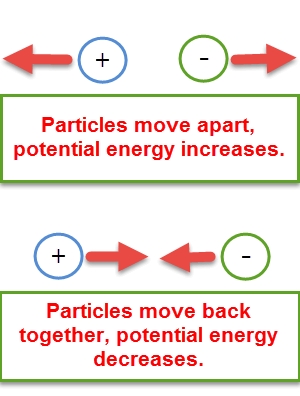 + -
Particles move apart,
potential energy increases.
+ -
Particles move back
together, potential energy
decreases.